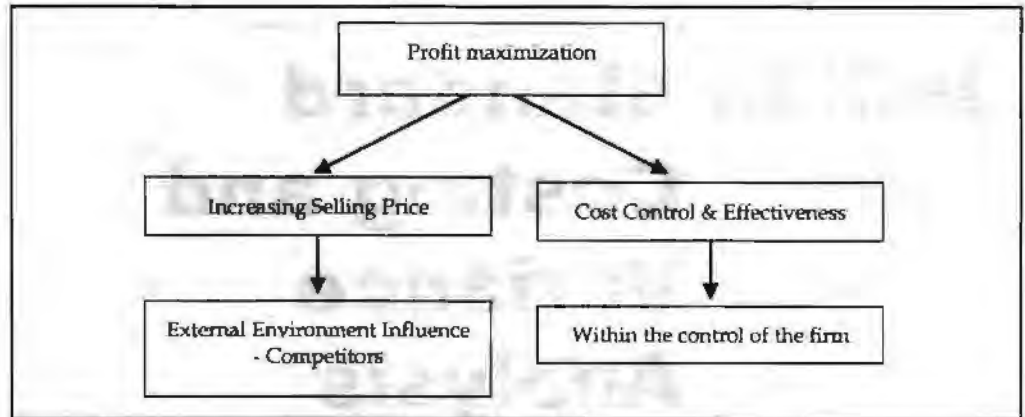 Profit maximization
Increasing Selling Price
Cost Control & Effectiveness
External Environment Influence
- Competitors
Within the control of the firm